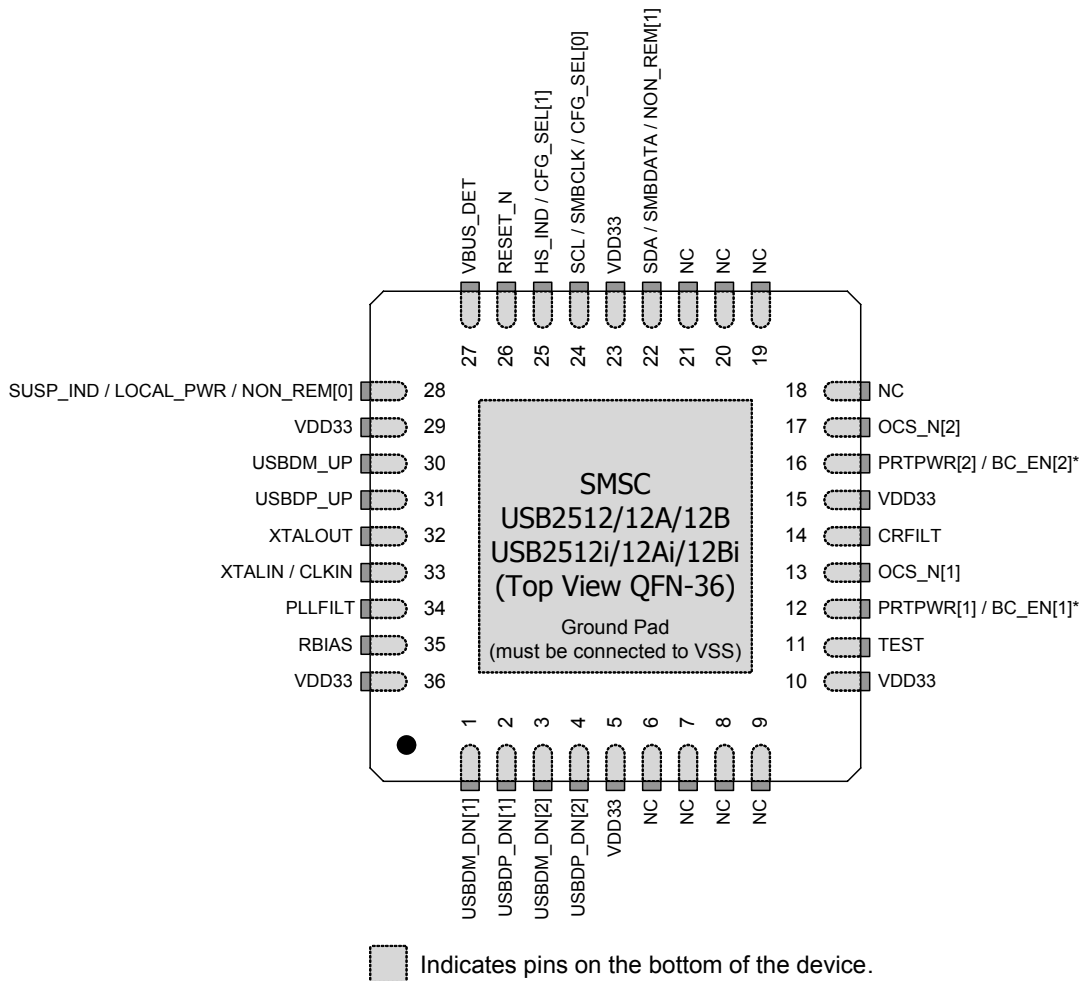 VBUS_DET
RESET_N
HS_IND / CFG_SEL[1]
SCL / SMBCLK / CFG_SEL[0]
VDD33
SDA / SMBDATA / NON_REM[1]
NC
NC
NC
27
26
25
24
23
22
21
20
19
SUSP_IND / LOCAL_PWR / NON_REM[0] 28
VDD33 29
USBDM_UP 30
USBDP_UP 31
XTALOUT 32
XTALIN / CLKIN 33
PLLFILT 34
RBIAS 35
VDD33 36
SMSC
USB2512/12A/12B
USB2512i/12Ai/12Bi
(Top View QFN-36)
Ground Pad
(must be connected to VSS)
18 NC
17 OCS_N[2]
16 PRTPWR[2] / BC_EN[2]*
15 VDD33
14 CRFILT
13 OCS_N[1]
12 PRTPWR[1] / BC_EN[1]*
11 TEST
10 VDD33
1
2
3
4
5
6
7
8
9
USBDM_DN[1]
USBDP_DN[1]
USBDM_DN[2]
USBDP_DN[2]
VDD33
NC
NC
NC
NC
Indicates pins on the bottom of the device.